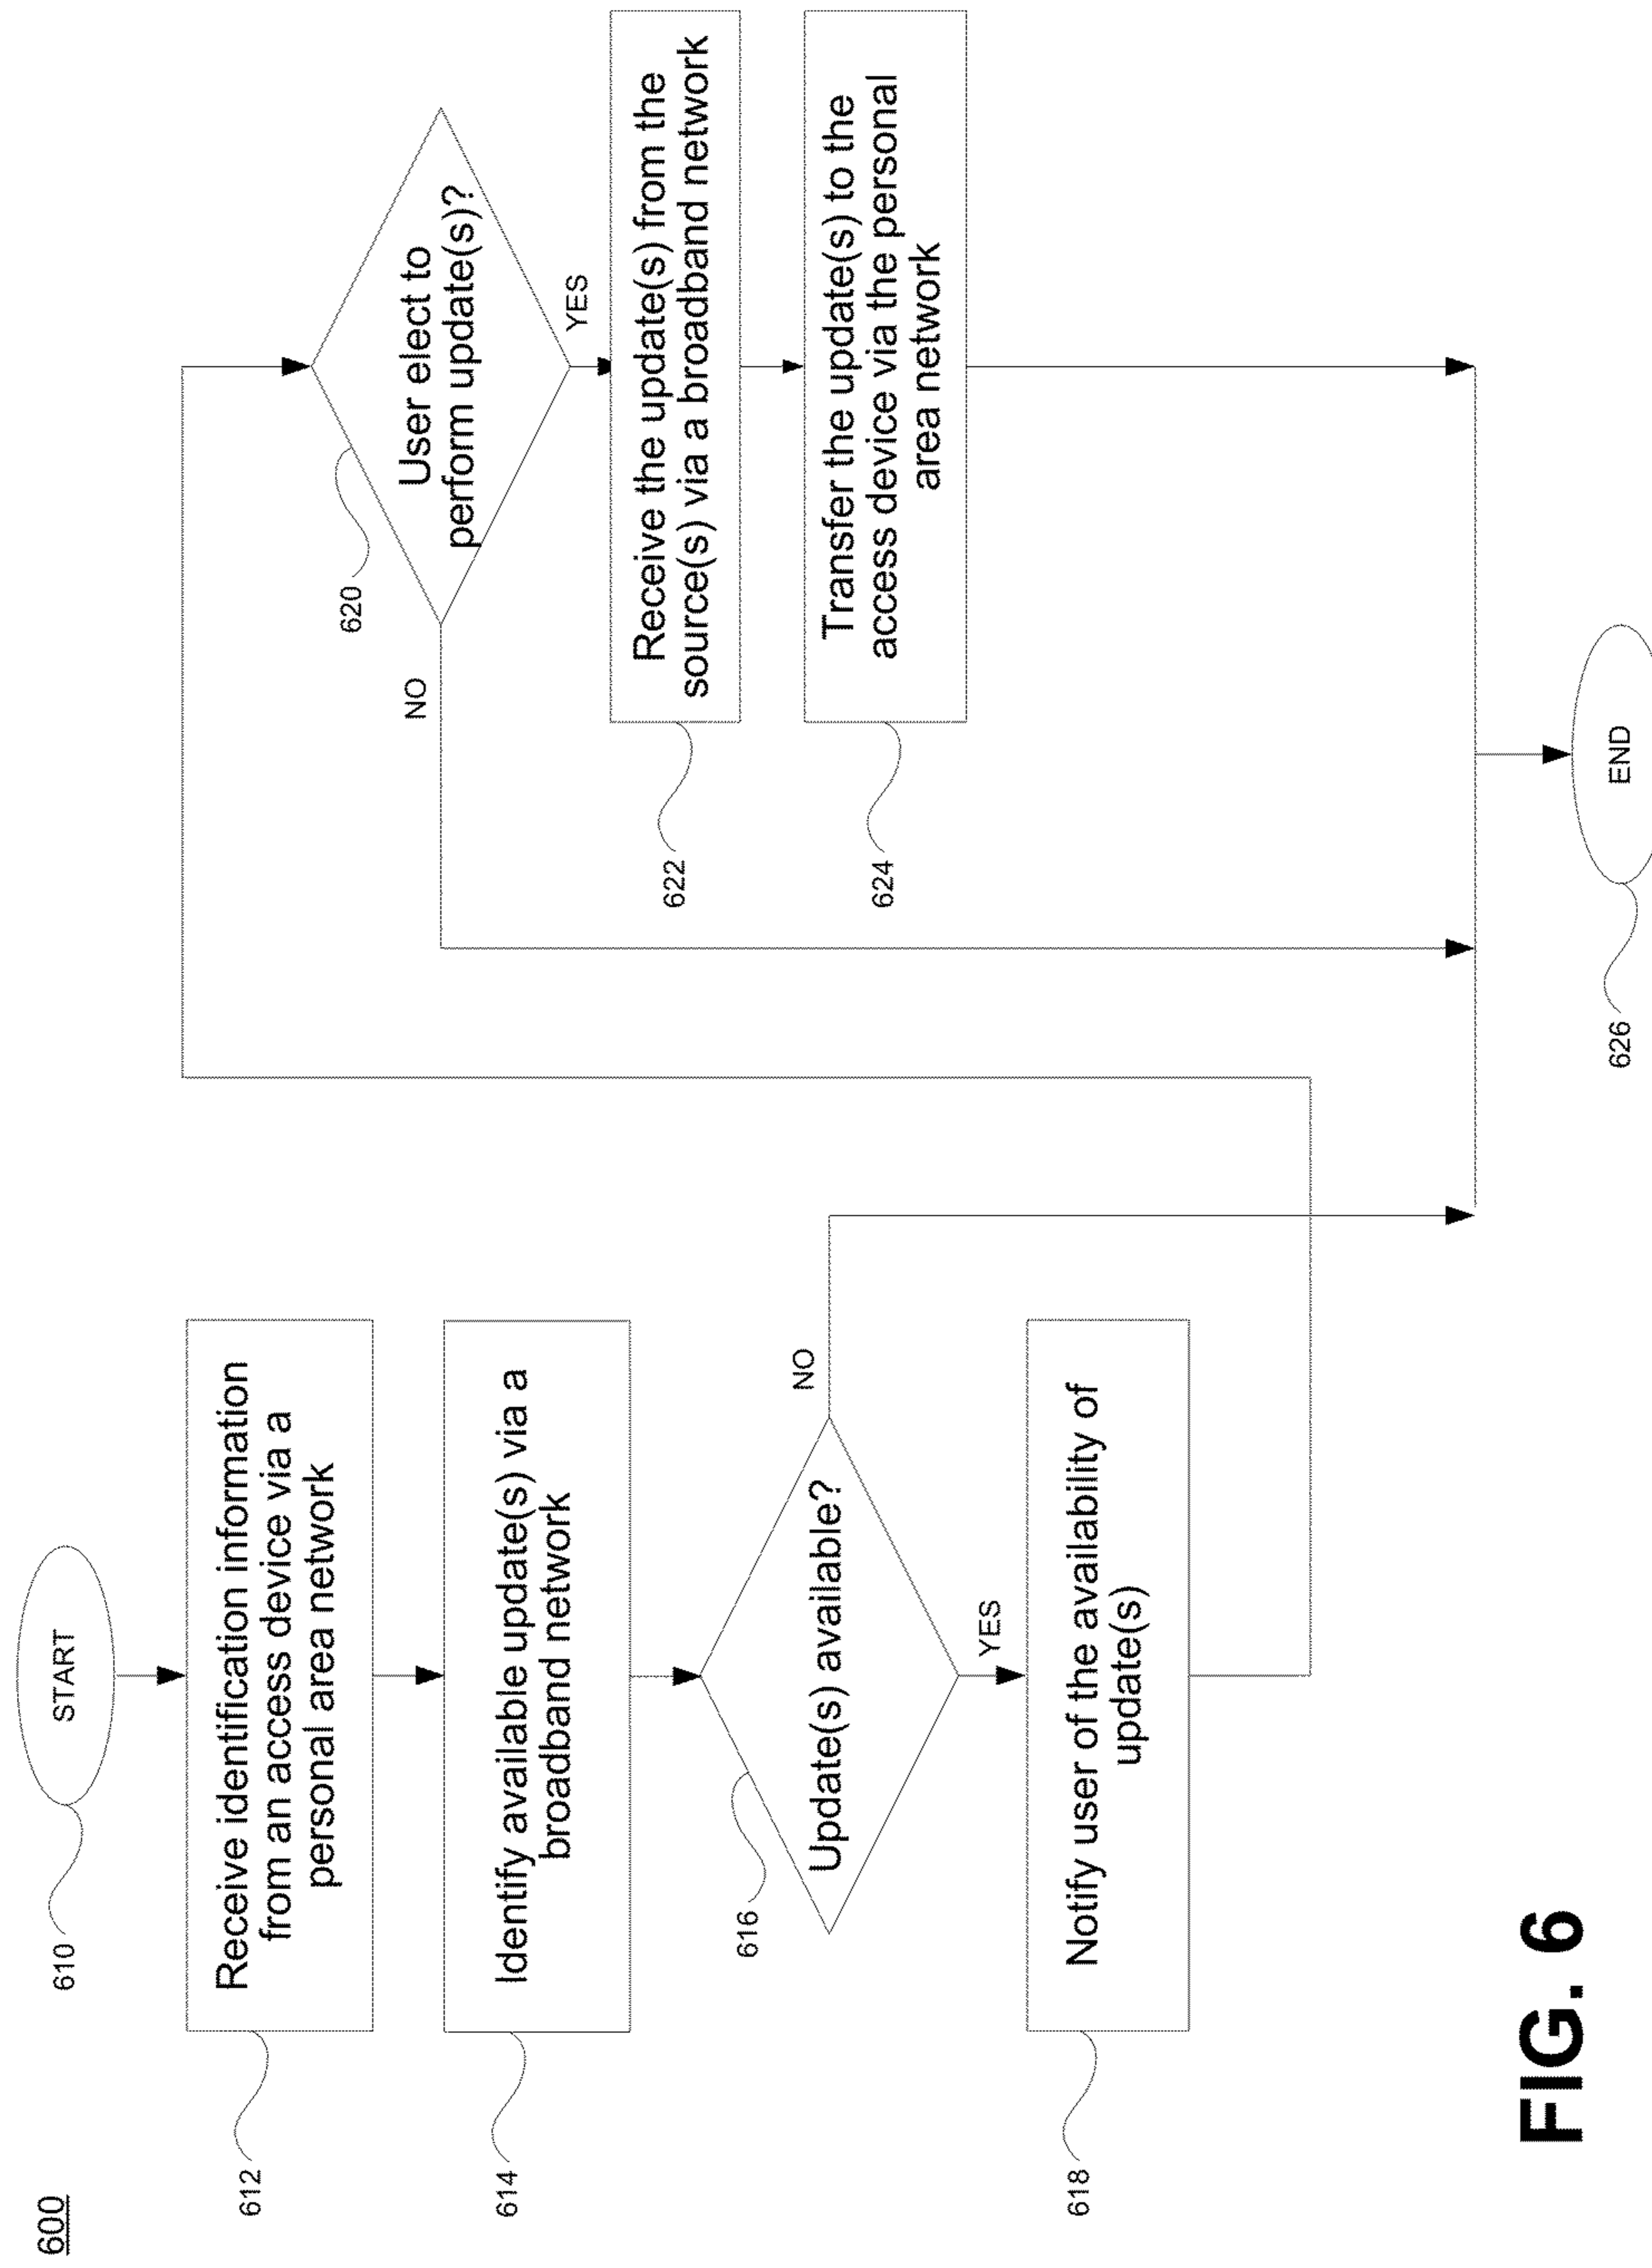 600
START
610
Receive identification information
from an access device via a
personal area network
612
Identify available update(s) via a
broadband network
614
Update(s) available?
616
NO
YES
Notify user of the availability of
update(s)
618
User elect to
perform update(s)?
620
NO
YES
Receive the update(s) from the
source(s) via a broadband network
622
Transfer the update(s) to the
access device via the personal
area network
624
END
626
FIG. 6